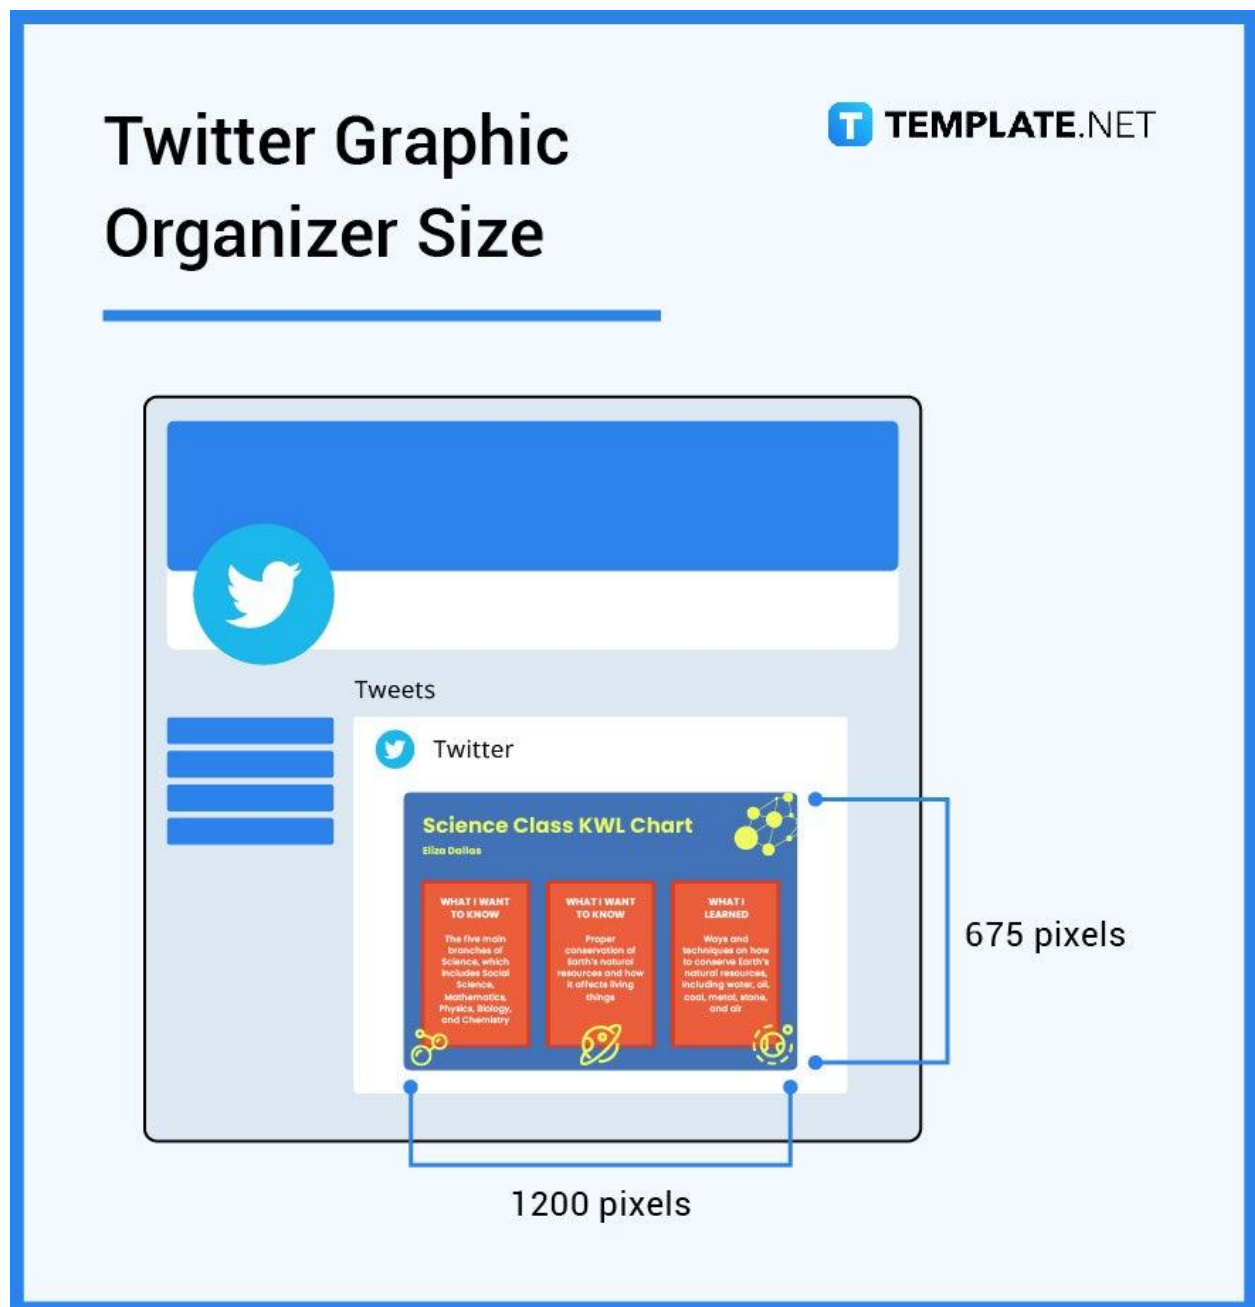 Twitter Graphic
Organizer Size
TEMPLATE.NET
Tweets
Twitter
Science Class KWL Chart
Eliza Dallas
WHAT I WANT
TO KNOW
The five main
branches of
Science, which
includes Social
Science,
Mathematics,
Physics, Biology,
and Chemistry
WHAT I WANT
TO KNOW
Proper
conservation of
Earth's natural
resources and how
it affects living
things
WHAT I
LEARNED
Ways and
techniques on how
to conserve Earth's
natural resources,
including water, oil,
coal, metal, stone,
and air
675 pixels
1200 pixels